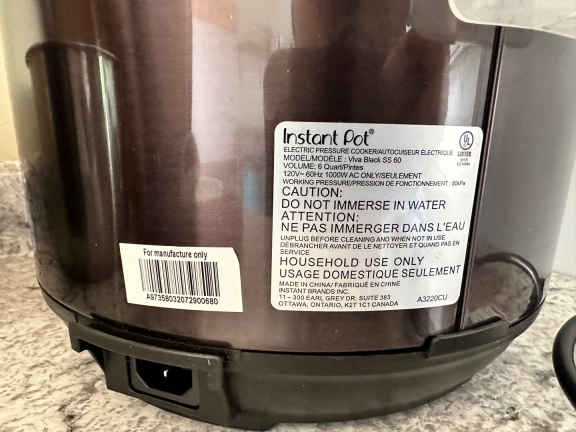 Instant Pot®
ELECTRIC PRESSURE COOKER/AUTOCUISEUR ÉLECTRIQUE
MODEL/MODÈLE : Viva Black SS 60
VOLUME: 6 Quart/Pintes
120V~ 60Hz 1000W AC ONLY/SEULEMENT
WORKING PRESSURE/PRESSION DE FONCTIONNEMENT : 80kPa
CAUTION:
DO NOT IMMERSE IN WATER
ATTENTION:
NE PAS IMMERGER DANS L'EAU
UNPLUG BEFORE CLEANING AND WHEN NOT IN USE
DÉBRANCHER AVANT DE LE NETTOYER ET QUAND PAS EN
SERVICE
HOUSEHOLD USE ONLY
USAGE DOMESTIQUE SEULEMENT
MADE IN CHINA/ FABRIQUÉ EN CHINE
INSTANT BRANDS INC.
11 – 300 EARL GREY DR, SUITE 383
OTTAWA, ONTARIO, K2T 1C1 CANADA A3220CU
UL
LISTED
For manufacture only
A97358032072900680